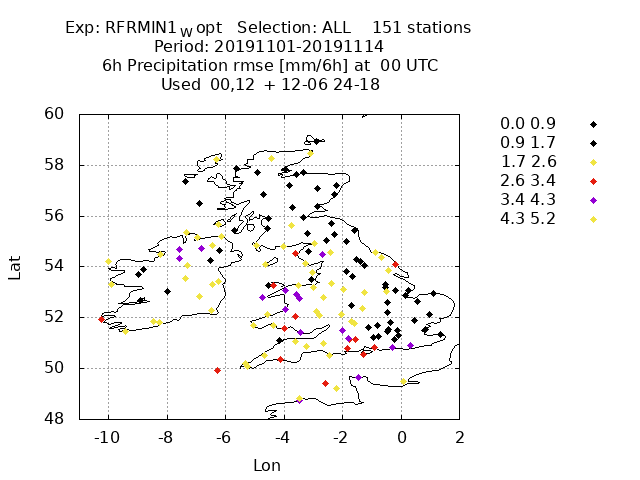 Exp: RFRMIN1 w opt Selection: ALL 151 stations
Period: 20191101-20191114
6h Precipitation rmse [mm/6h] at 00 UTC
Used 00,12 + 12-06 24-18
60
58
56
54
52
50
48
Lat
-10 -8 -6 -4 -2 0 2
Lon
0.0 0.9
0.9 1.7
1.7 2.6
2.6 3.4
3.4 4.3
4.3 5.2